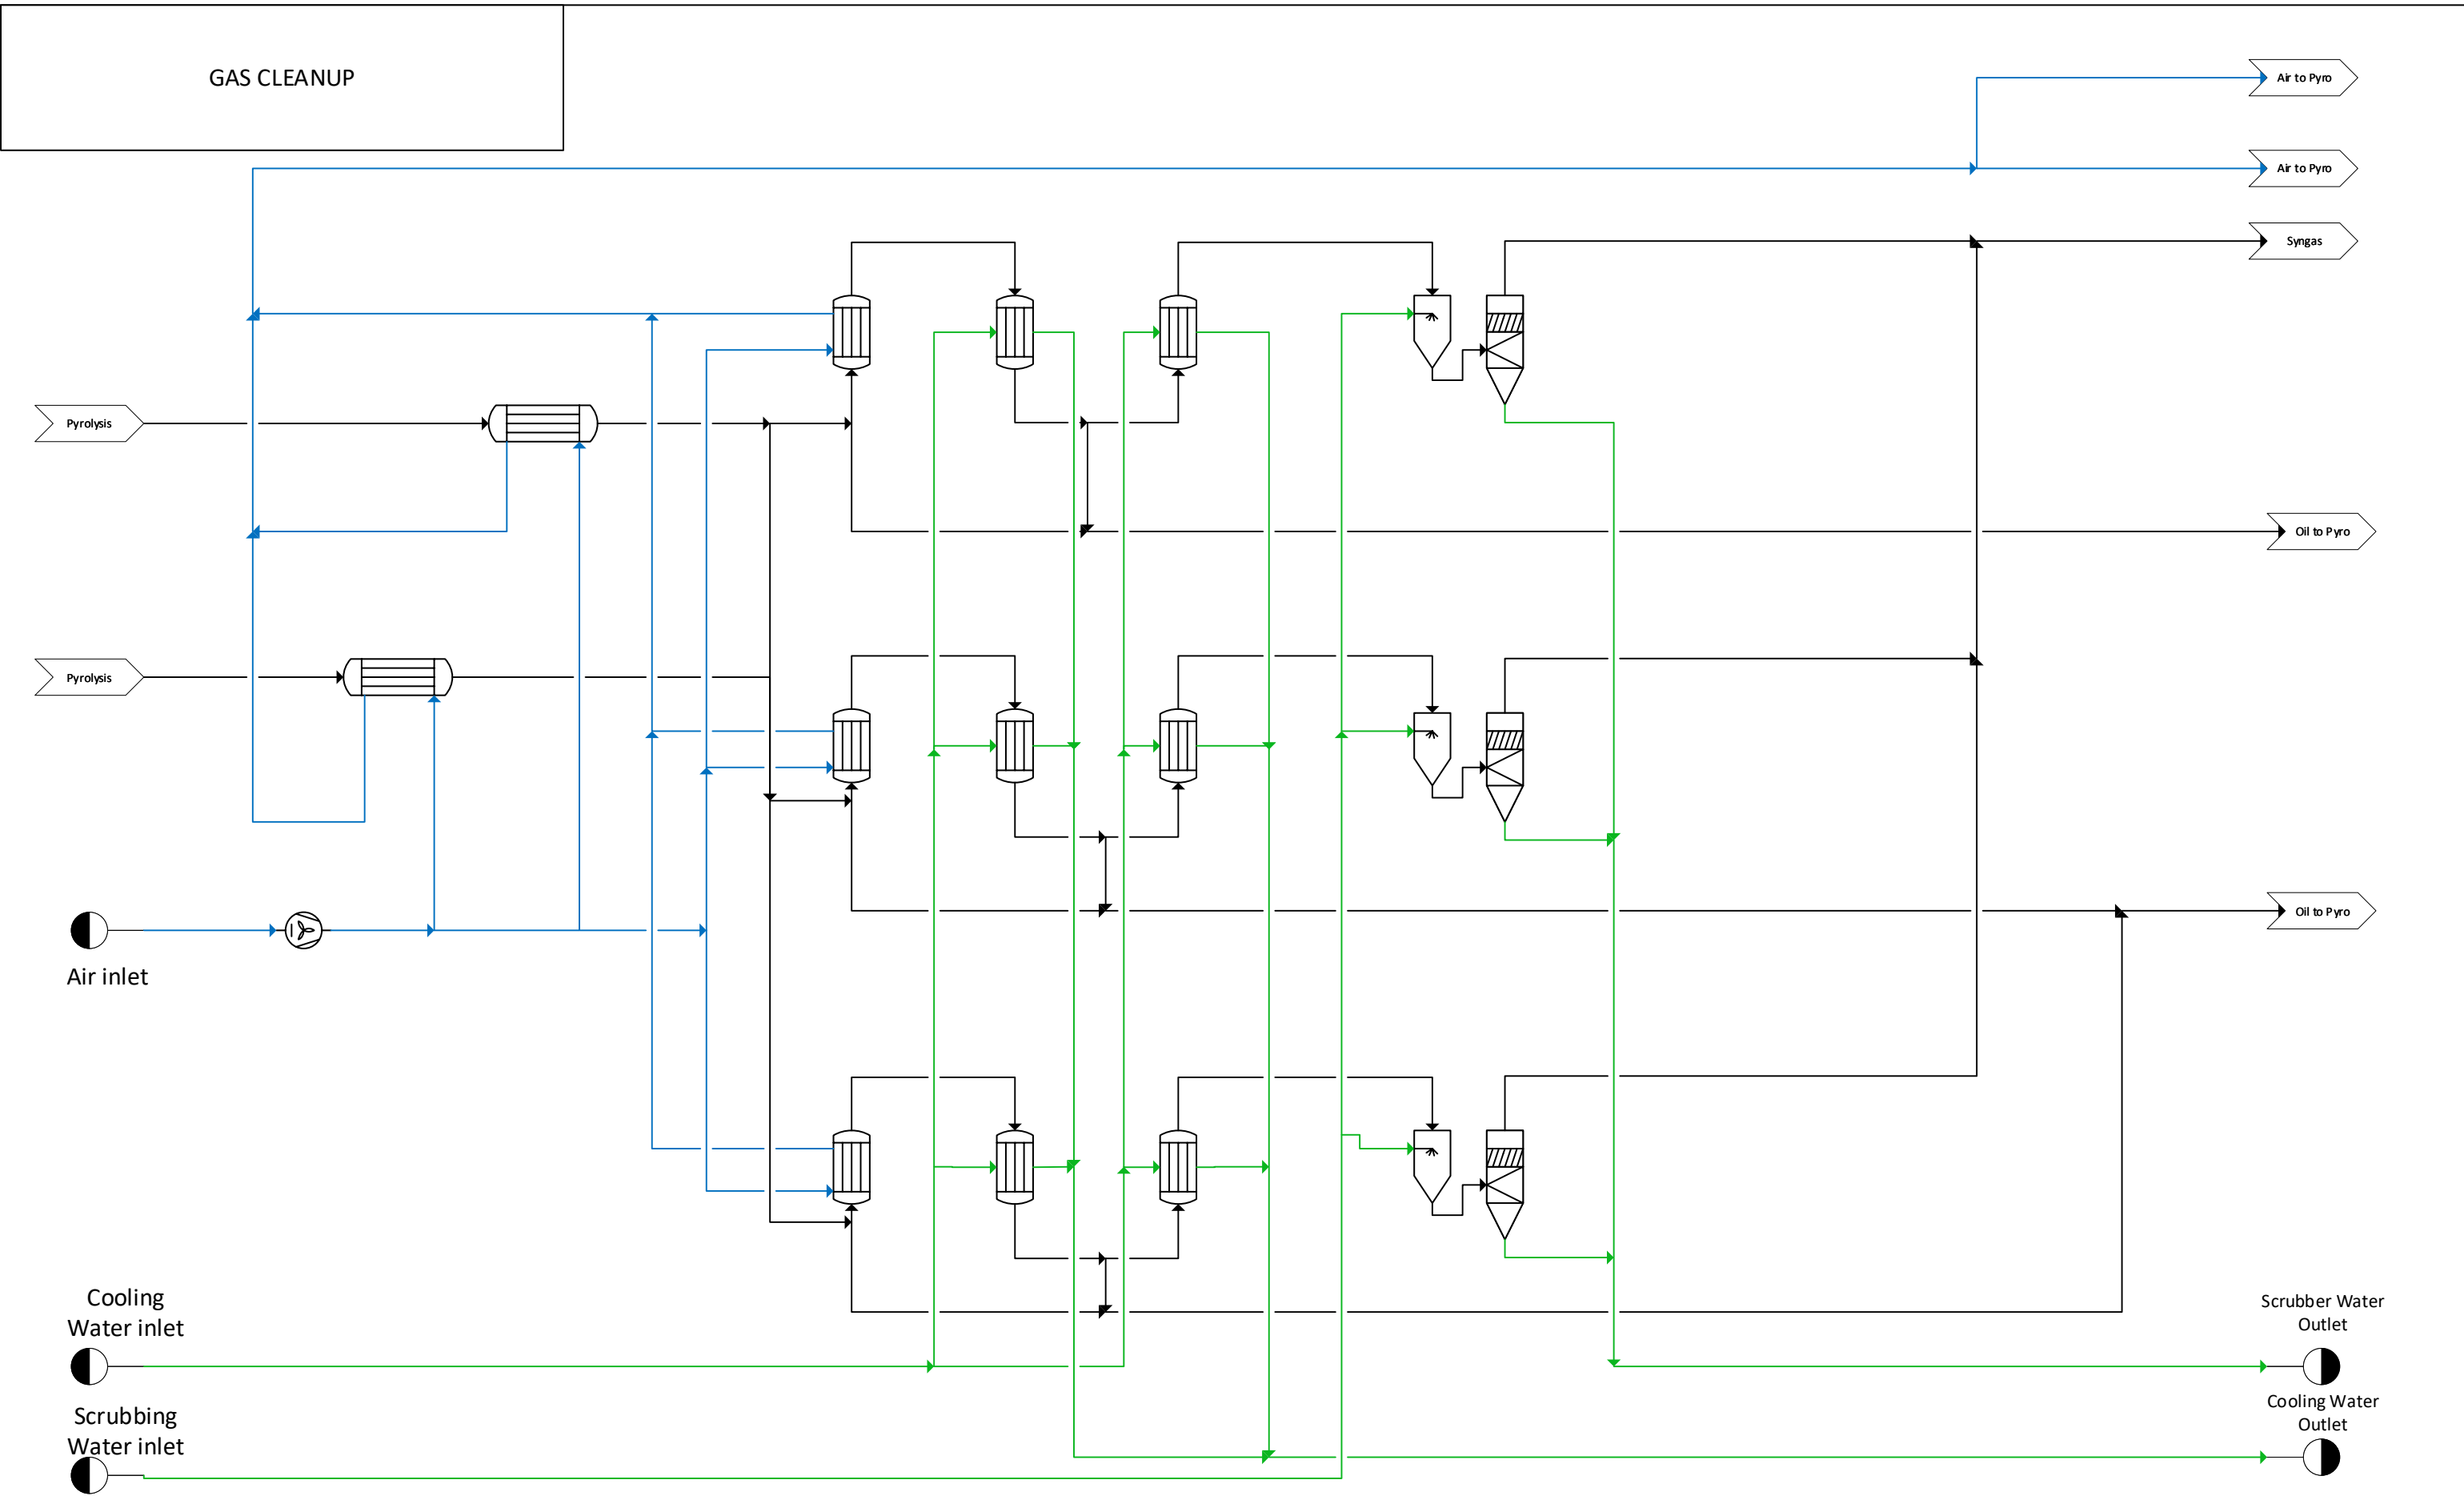 GAS CLEANUP
Air to Pyro
Air to Pyro
Syngas
Pyrolysis
Oil to Pyro
Pyrolysis
Oil to Pyro
Air inlet
Cooling
Water inlet
Scrubber Water
Outlet
Scrubbing
Water inlet
Cooling Water
Outlet